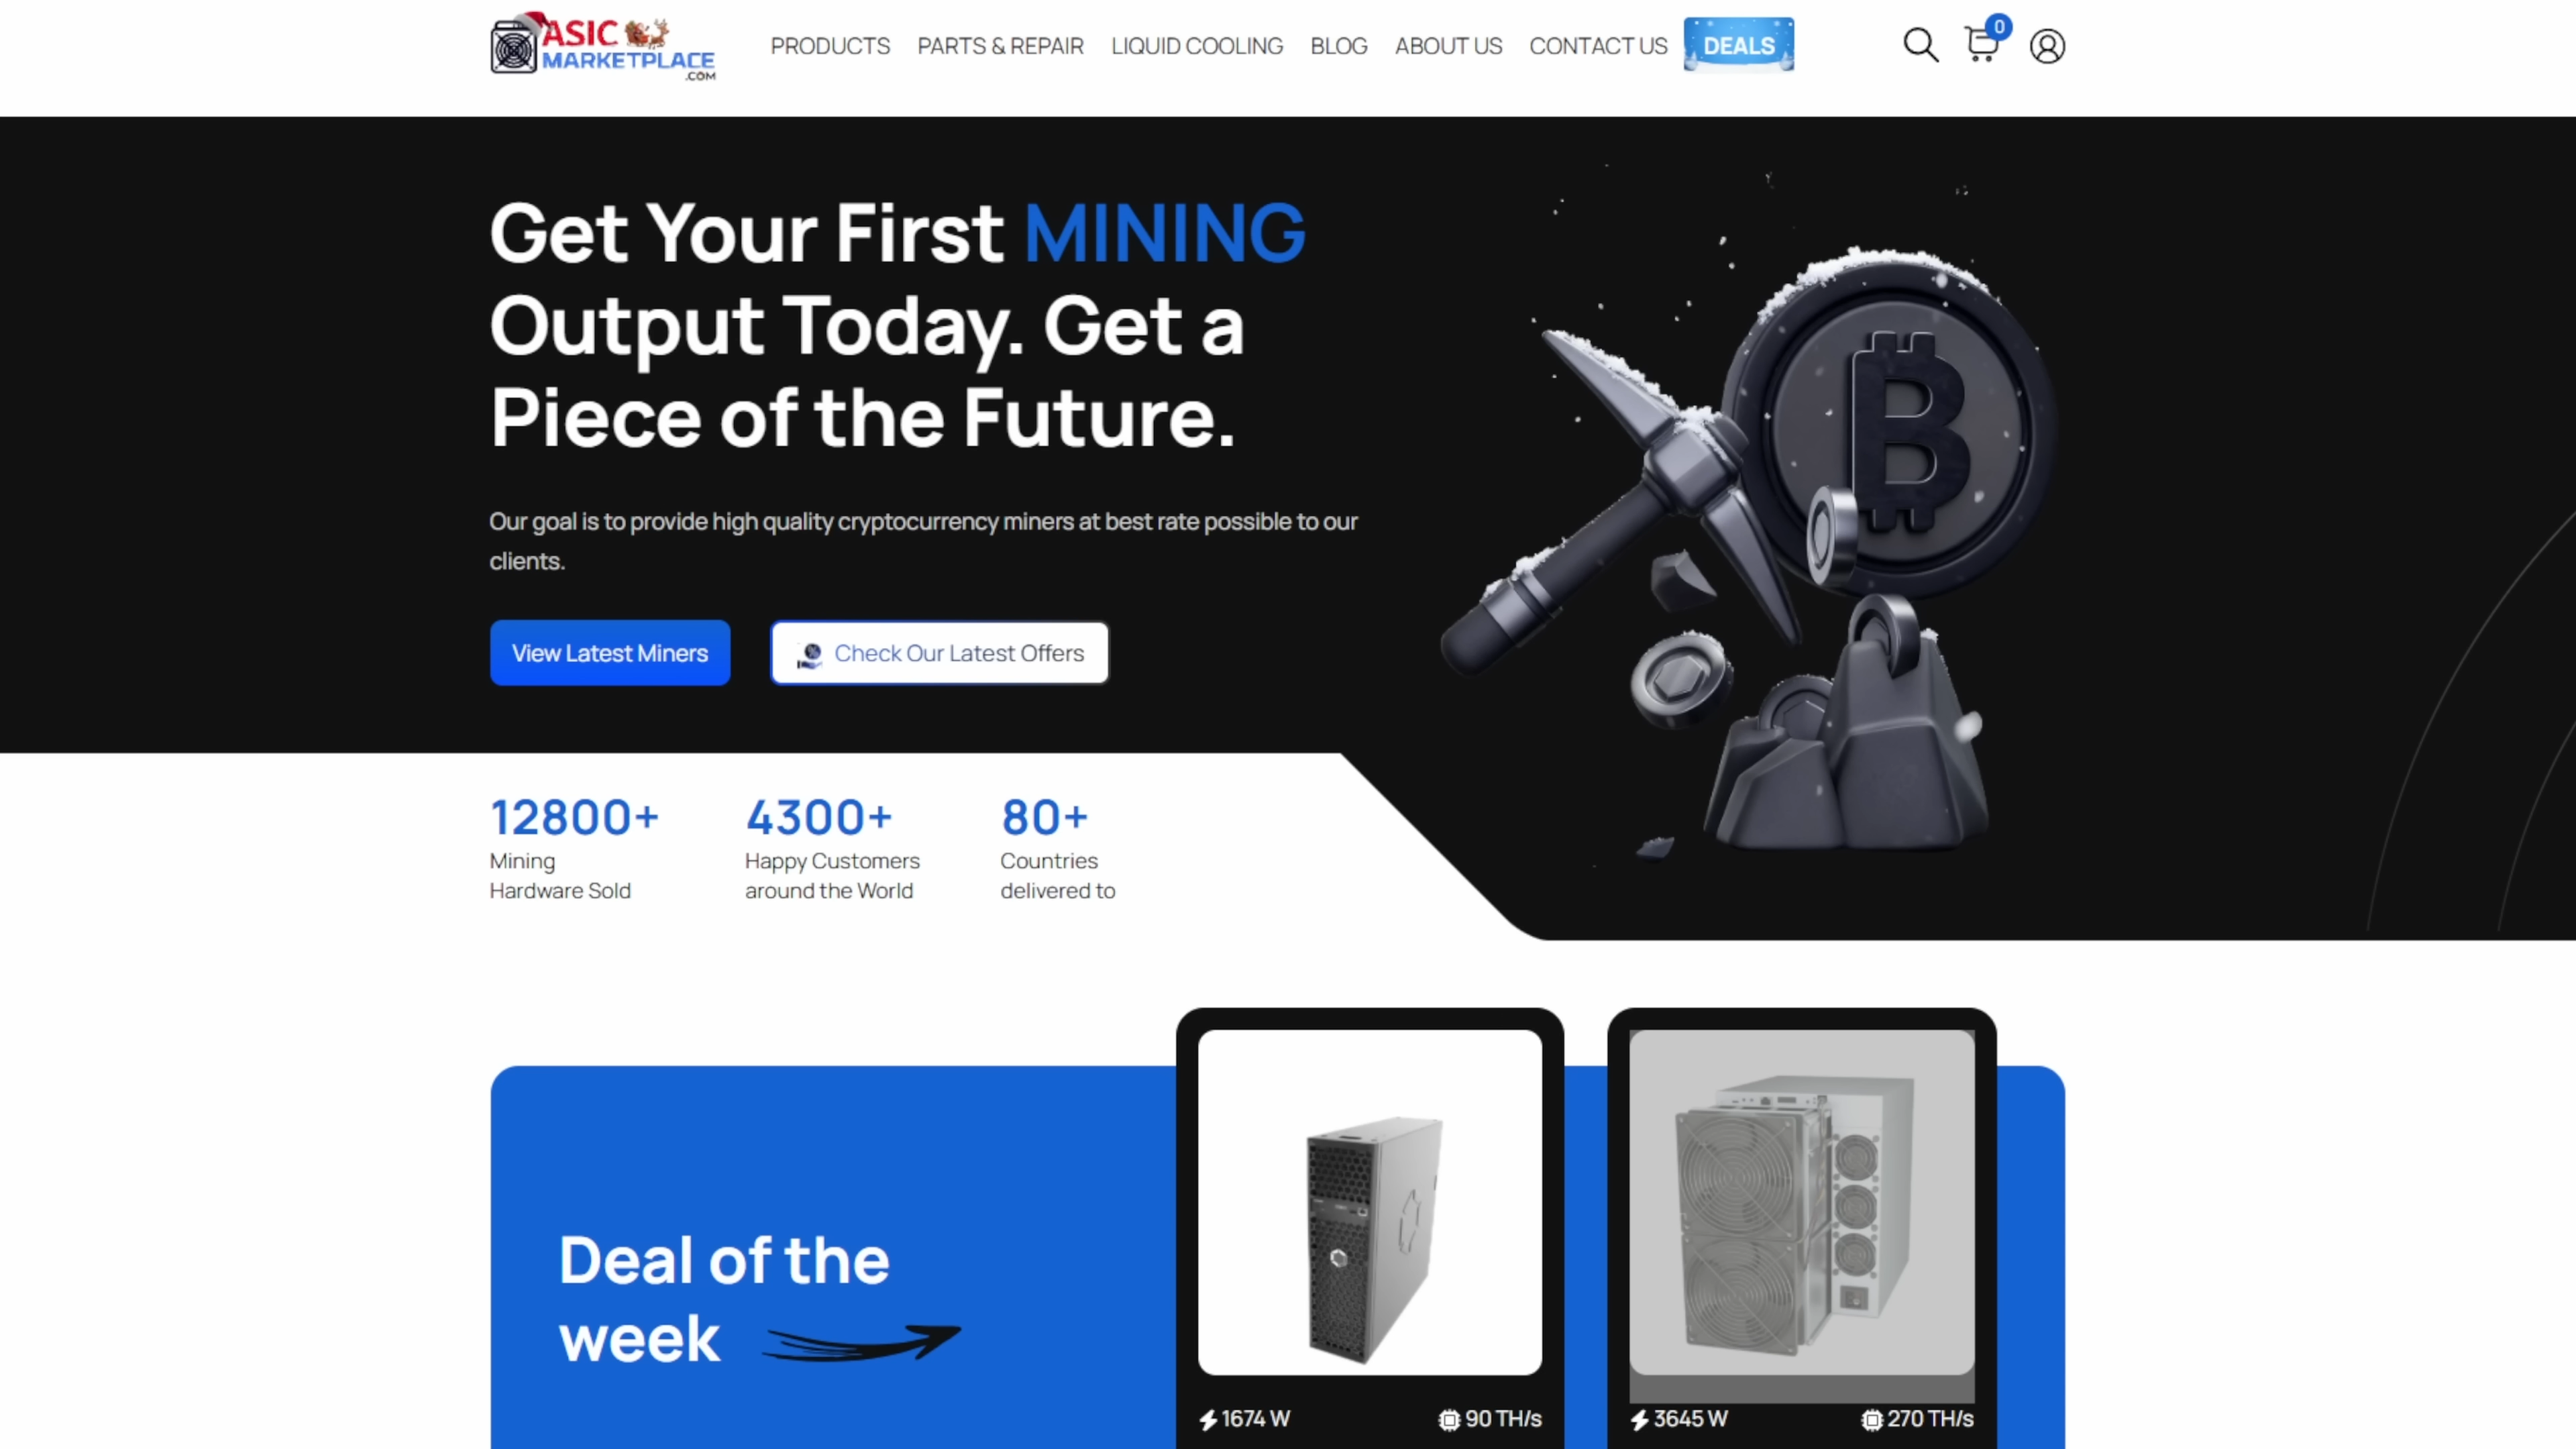 ASIC
MARKETPLACE
.COM
PRODUCTS
PARTS & REPAIR
LIQUID COOLING
BLOG
ABOUT US
CONTACT US
DEALS
0
Get Your First MINING
Output Today. Get a
Piece of the Future.
Our goal is to provide high quality cryptocurrency miners at best rate possible to our
clients.
View Latest Miners
Check Our Latest Offers
12800+
Mining
Hardware Sold
4300+
Happy Customers
around the World
80+
Countries
delivered to
Deal of the
week
1674 W
90 TH/s
3645 W
270 TH/s